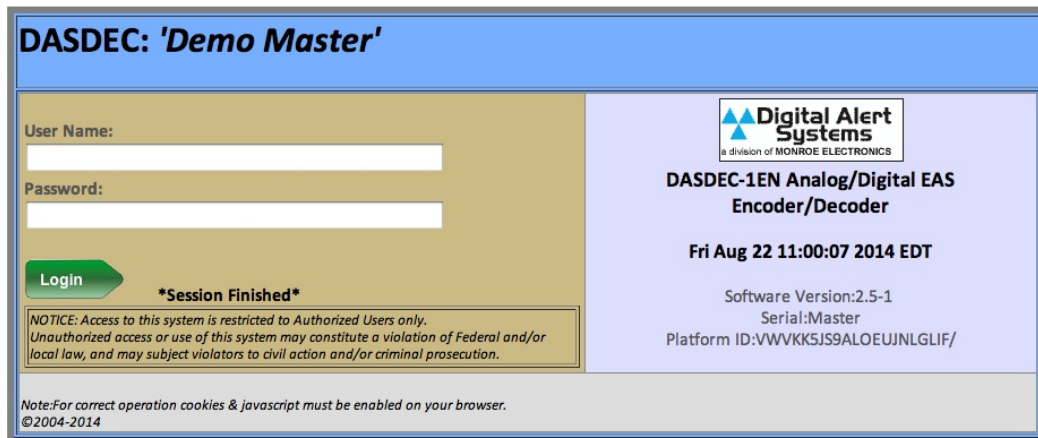 DASDEC: 'Demo Master'
User Name:
Password:
Login
*Session Finished*
NOTICE: Access to this system is restricted to Authorized Users only.
Unauthorized access or use of this system may constitute a violation of Federal and/or
local law, and may subject violators to civil action and/or criminal prosecution.
Digital Alert
Systems
a division of MONROE ELECTRONICS
DASDEC-1EN Analog/Digital EAS
Encoder/Decoder
Fri Aug 22 11:00:07 2014 EDT
Software Version:2.5-1
Serial:Master
Platform ID:VWVKK5JS9ALOEUJNLGLIF/
Note:For correct operation cookies & javascript must be enabled on your browser.
©2004-2014